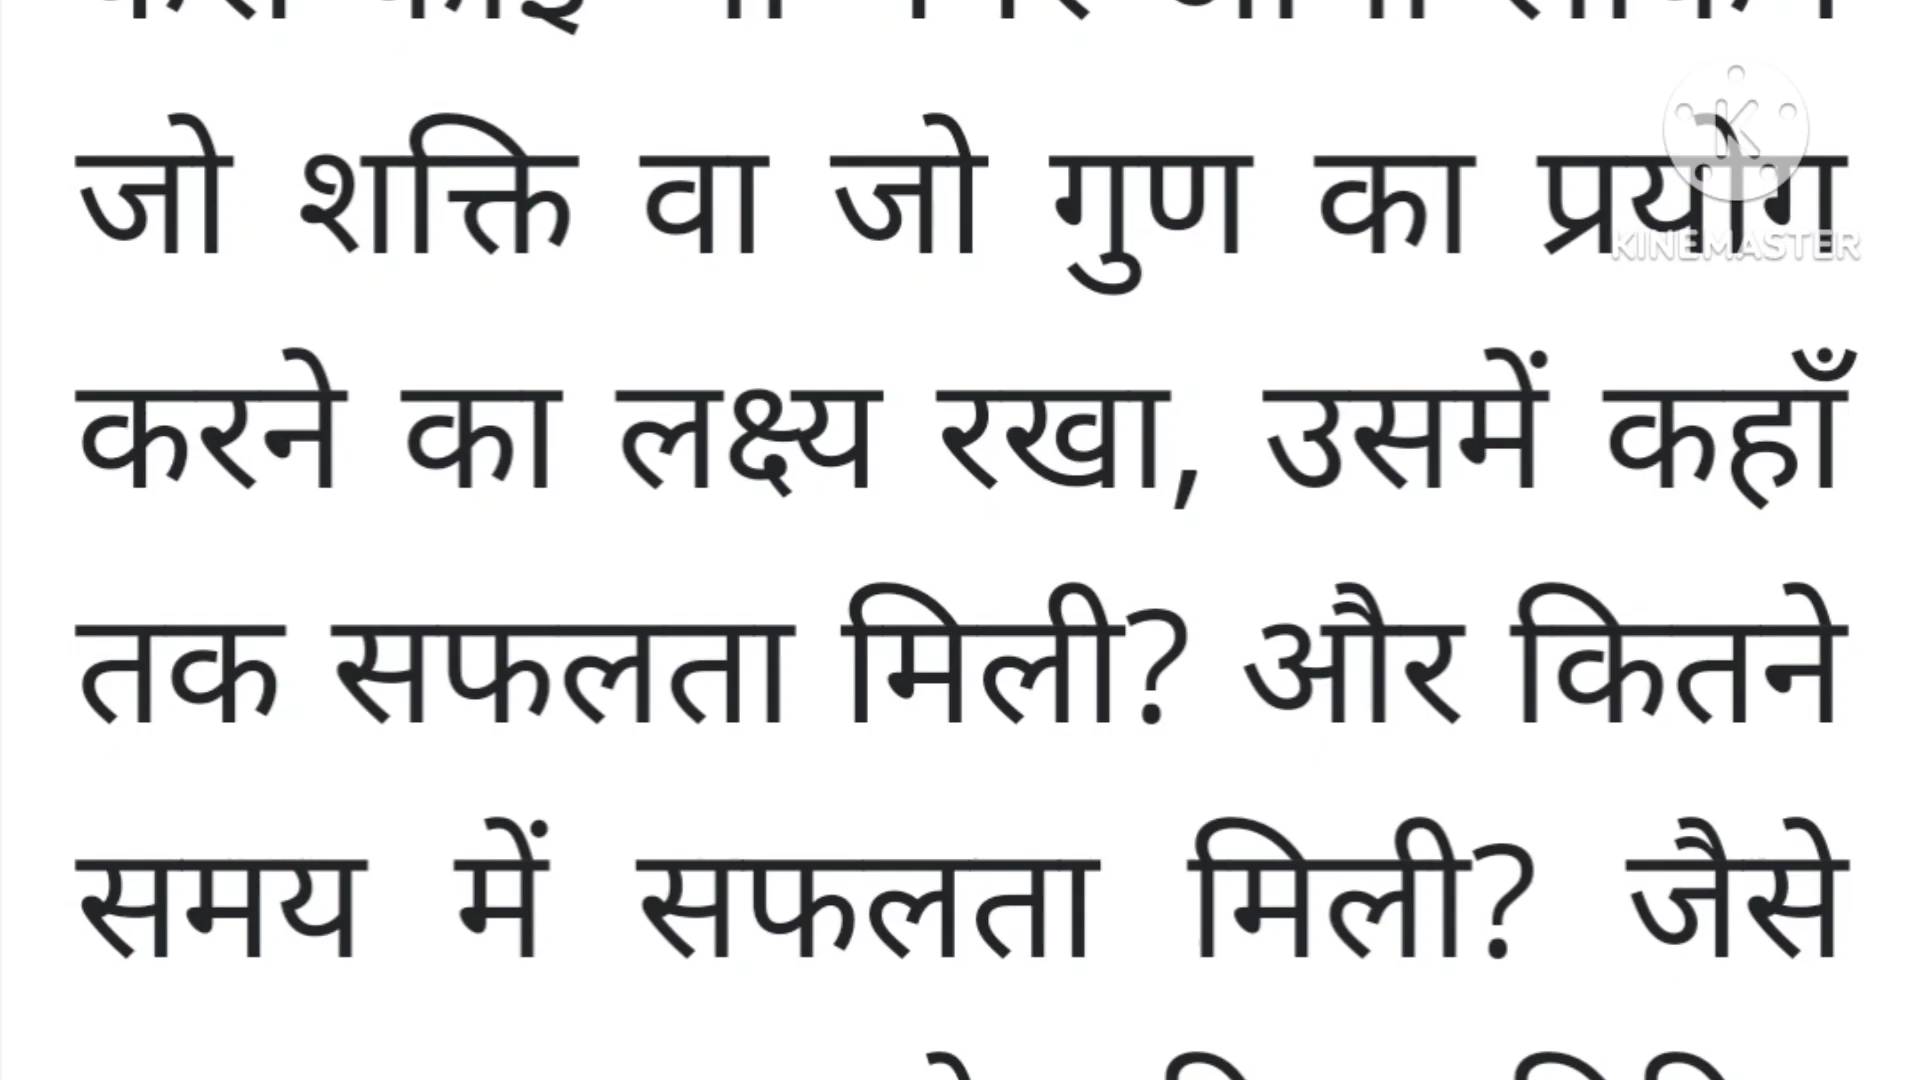 जो शक्ति वा जो गुण का प्रयोग
KINEMASTER
करने का लक्ष्य रखा, उसमें कहाँ
तक सफलता मिली? और कितने
समय में सफलता मिली? जैसे